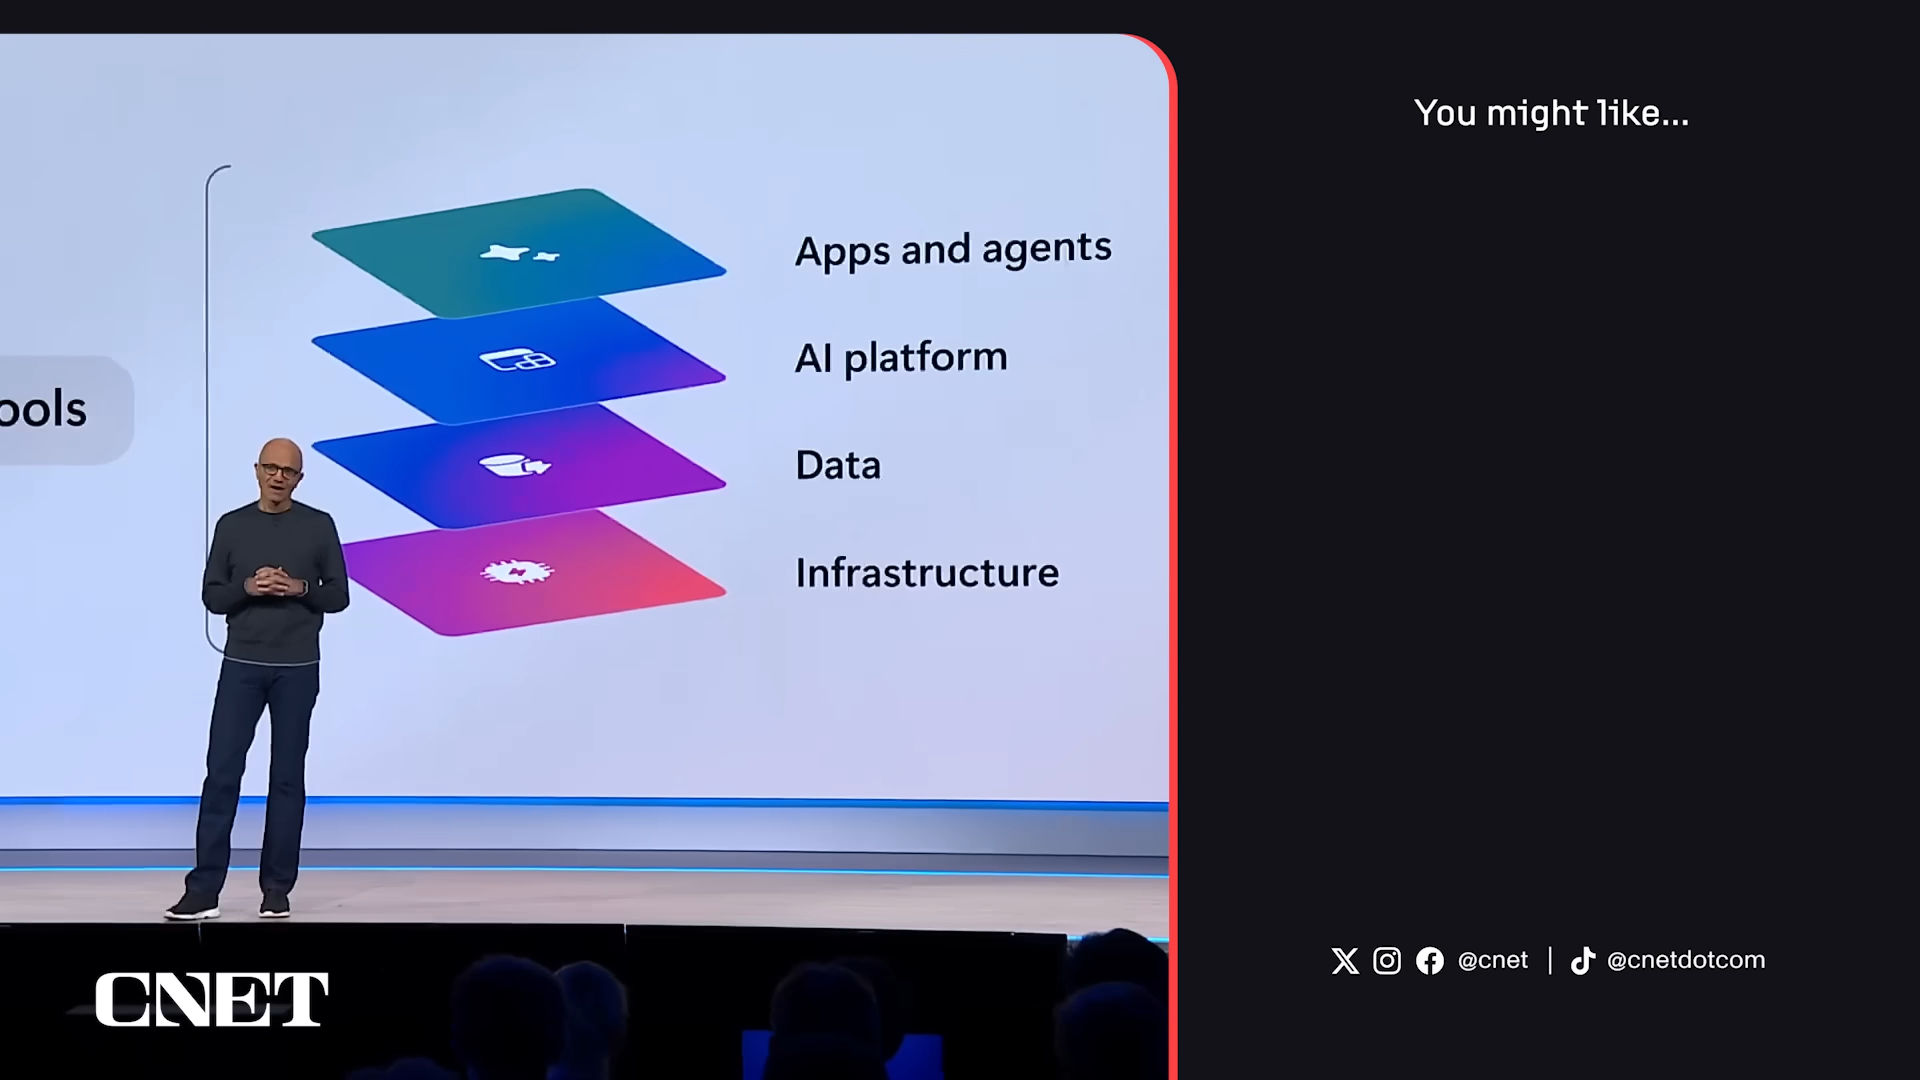 You might like...
Apps and agents
AI platform
ools
Data
Infrastructure
CNET
@cnet | @cnetdotcom